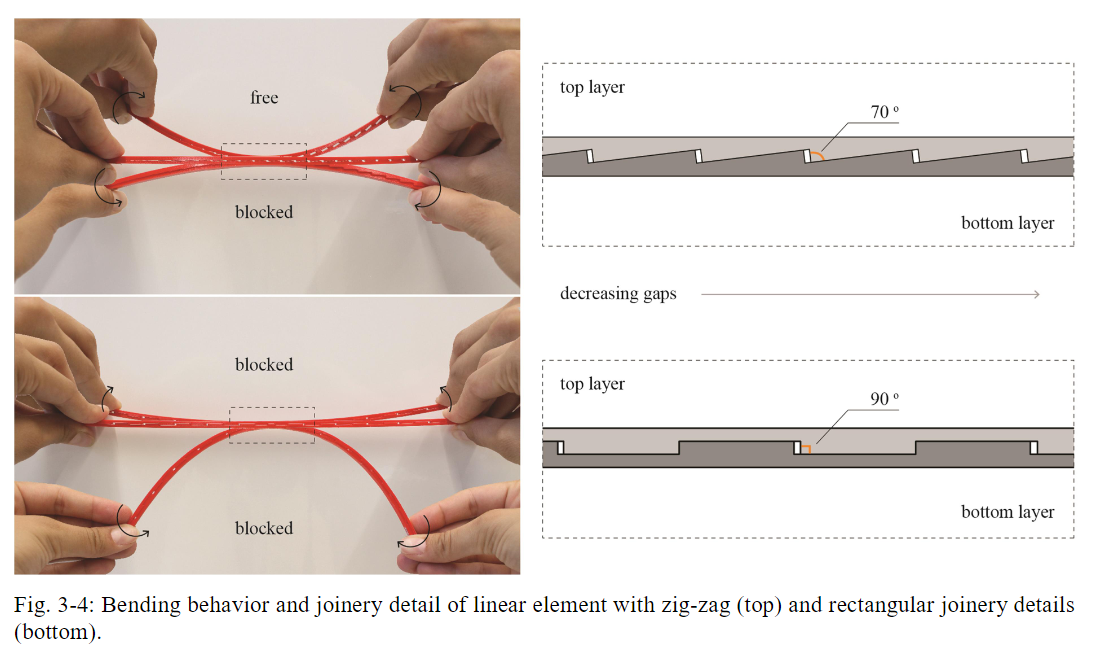 free
blocked
blocked
blocked
top layer
70 º
bottom layer
decreasing gaps
top layer
90 º
bottom layer
Fig. 3-4: Bending behavior and joinery detail of linear element with zig-zag (top) and rectangular joinery details
(bottom).